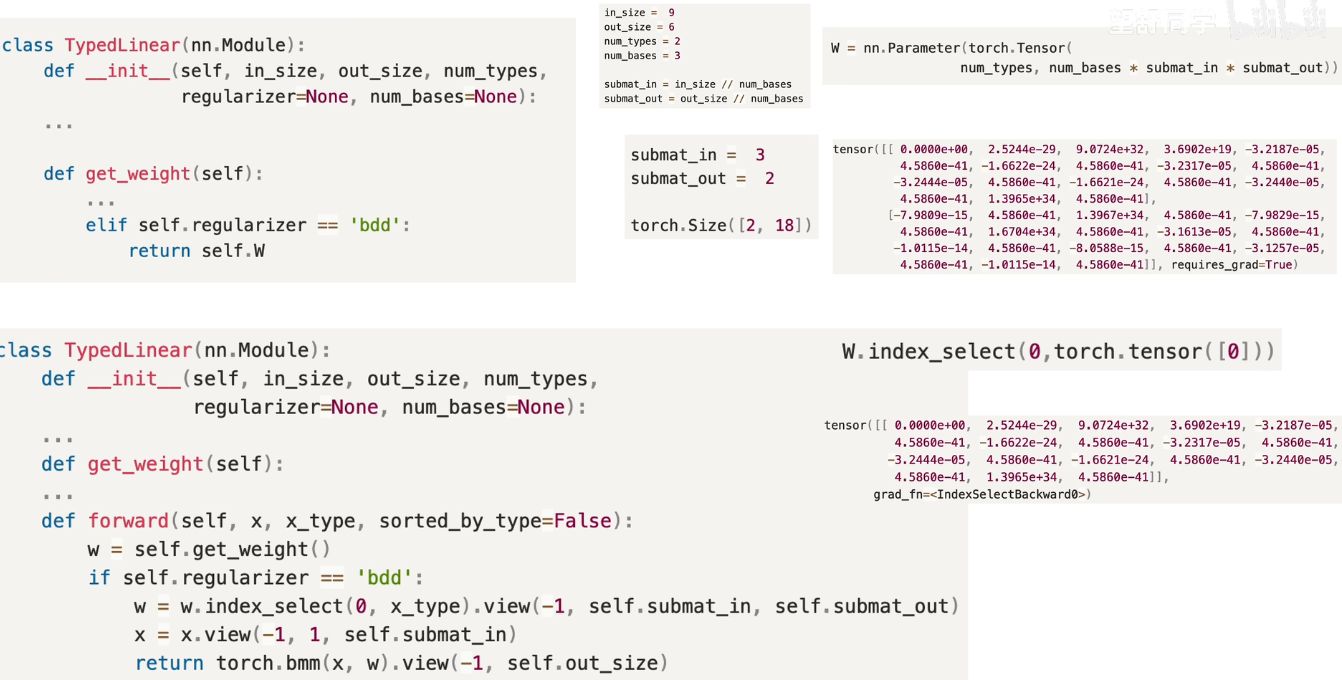 class TypedLinear(nn.Module):
def __init__(self, in_size, out_size, num_types,
regularizer=None, num_bases=None):
...
def get_weight(self):
...
elif self.regularizer == 'bdd':
return self.W
in_size = 9
out_size = 6
num_types = 2
num_bases = 3
submat_in = in_size // num_bases
submat_out = out_size // num_bases
submat_in = 3
submat_out = 2
torch.Size([2, 18])
望舒同学
W = nn.Parameter(torch.Tensor(
num_types, num_bases * submat_in * submat_out))
tensor([[ 0.0000e+00, 2.5244e-29, 9.0724e+32, 3.6902e+19, -3.2187e-05,
4.5860e-41, -1.6622e-24, 4.5860e-41, -3.2317e-05, 4.5860e-41,
-3.2444e-05, 4.5860e-41, -1.6621e-24, 4.5860e-41, -3.2440e-05,
4.5860e-41, 1.3965e+34, 4.5860e-41],
[-7.9809e-15, 4.5860e-41, 1.3967e+34, 4.5860e-41, -7.9829e-15,
4.5860e-41, 1.6704e+34, 4.5860e-41, -3.1613e-05, 4.5860e-41,
-1.0115e-14, 4.5860e-41, -8.0588e-15, 4.5860e-41, -3.1257e-05,
4.5860e-41, -1.0115e-14, 4.5860e-41]], requires_grad=True)
class TypedLinear(nn.Module):
def __init__(self, in_size, out_size, num_types,
regularizer=None, num_bases=None):
...
def get_weight(self):
...
def forward(self, x, x_type, sorted_by_type=False):
w = self.get_weight()
if self.regularizer == 'bdd':
w = w.index_select(0, x_type).view(-1, self.submat_in, self.submat_out)
x = x.view(-1, 1, self.submat_in)
return torch.bmm(x, w).view(-1, self.out_size)
W.index_select(0,torch.tensor([0]))
tensor([[ 0.0000e+00, 2.5244e-29, 9.0724e+32, 3.6902e+19, -3.2187e-05,
4.5860e-41, -1.6622e-24, 4.5860e-41, -3.2317e-05, 4.5860e-41,
-3.2444e-05, 4.5860e-41, -1.6621e-24, 4.5860e-41, -3.2440e-05,
4.5860e-41, 1.3965e+34, 4.5860e-41]],
grad_fn=<IndexSelectBackward0>)